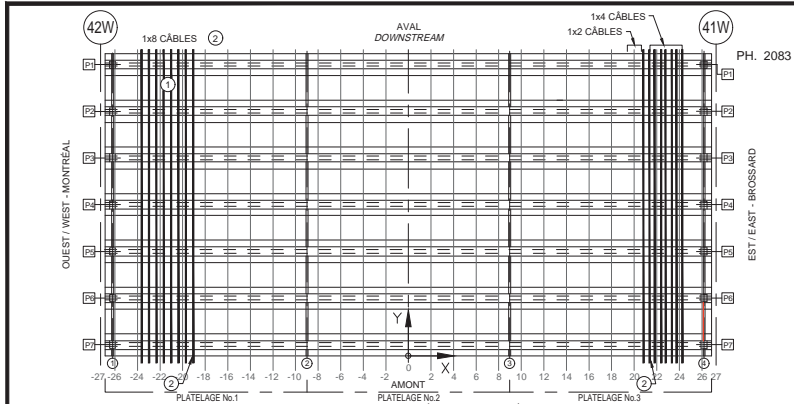 42W
1x8 CÂBLES
2
AVAL
DOWNSTREAM
1x4 CÂBLES
1x2 CÂBLES
41W
PH. 2083
P1
P1
1
P2
P2
P3
P3
P4
P4
P5
P5
P6
P6
P7
P7
OUEST / WEST - MONTRÉAL
EST / EAST - BROSSARD
Y
X
1
2
3
4
-27 -26 -24 -22 -20 -18 -16 -14 -12 -10 -8 -6 -4 -2 0 2 4 6 8 10 12 14 16 18 20 22 24 26 27
2
AMONT
2
PLATELAGE No.1
PLATELAGE No.2
PLATELAGE No.3